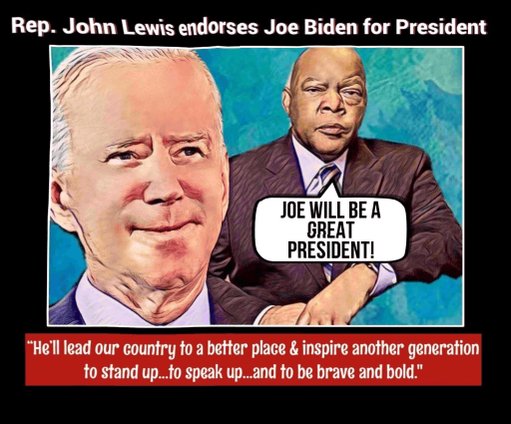 Rep. John Lewis endorses Joe Biden for President
JOE WILL BE A
GREAT
PRESIDENT!
"He'll lead our country to a better place & inspire another generation
to stand up...to speak up...and to be brave and bold."